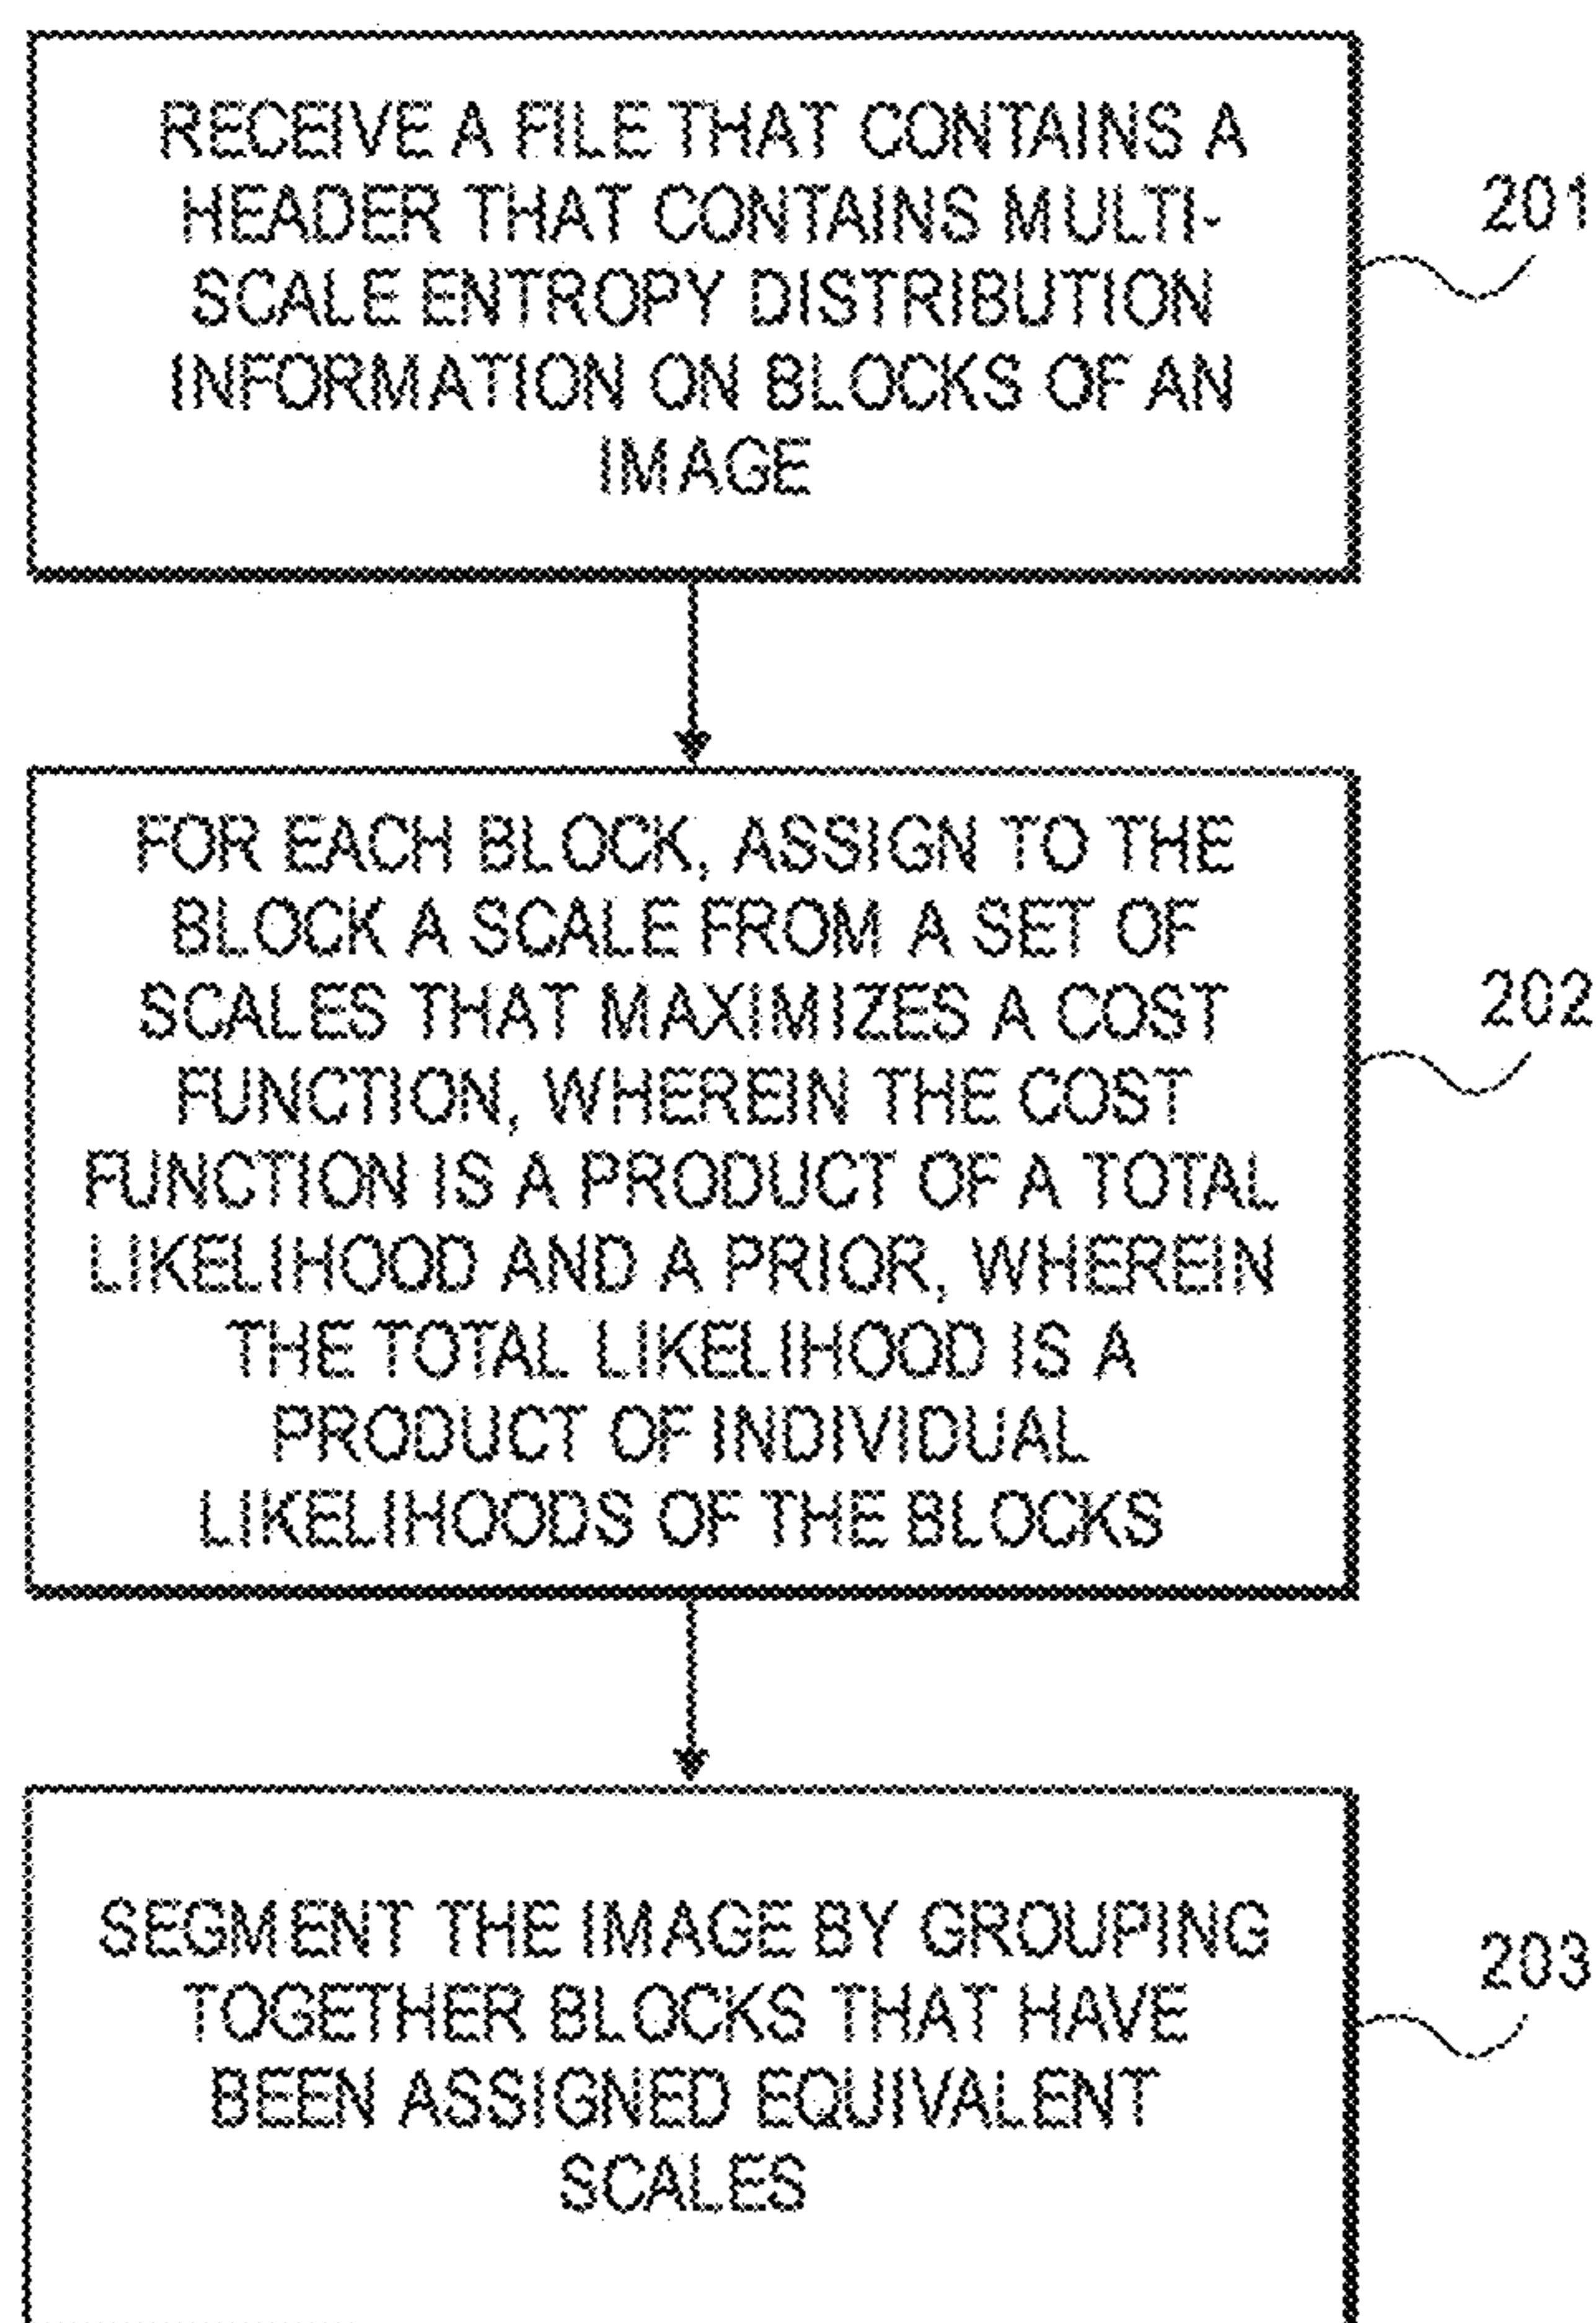 RECEIVE A FILE THAT CONTAINS A
HEADER THAT CONTAINS MULTI-
SCALE ENTROPY DISTRIBUTION
INFORMATION ON BLOCKS OF AN
IMAGE
201
FOR EACH BLOCK, ASSIGN TO THE
BLOCK A SCALE FROM A SET OF
SCALES THAT MAXIMIZES A COST
FUNCTION, WHEREIN THE COST
FUNCTION IS A PRODUCT OF A TOTAL
LIKELIHOOD AND A PRIOR, WHEREIN
THE TOTAL LIKELIHOOD IS A
PRODUCT OF INDIVIDUAL
LIKELIHOODS OF THE BLOCKS
202
SEGMENT THE IMAGE BY GROUPING
TOGETHER BLOCKS THAT HAVE
BEEN ASSIGNED EQUIVALENT
SCALES
203